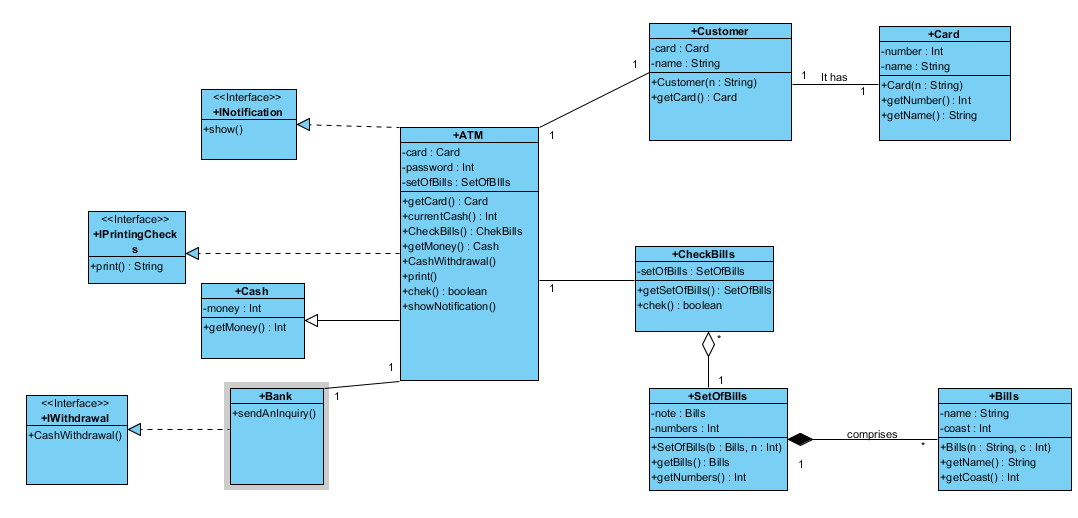 +Customer
-card : Card
-name : String
+Customer(n : String)
+getCard() : Card
+Card
-number : Int
-name : String
+Card(n : String)
+getNumber() : Int
+getName() : String
1
It has
1
1
1
<<Interface>>
+INotification
+show()
+ATM
-card : Card
-password : Int
-setOfBills : SetOfBIlls
+getCard() : Card
+currentCash() : Int
+CheckBills() : ChekBills
+getMoney() : Cash
+CashWithdrawal()
+print()
+chek() : boolean
+showNotification()
<<Interface>>
+IPrintingCheck
s
+print() : String
+Cash
-money : Int
+getMoney() : Int
+CheckBills
-setOfBills : SetOfBills
+getSetOfBills() : SetOfBills
+chek() : boolean
1
*
1
1
1
+Bank
+sendAnInquiry()
<<Interface>>
+IWithdrawal
+CashWithdrawal()
+SetOfBills
-note : Bills
-numbers : Int
+SetOfBills(b : Bills, n : Int)
+getBills() : Bills
+getNumbers() : Int
comprises
1
*
+Bills
-name : String
-coast : Int
+Bills(n : String, c : Int)
+getName() : String
+getCoast() : Int